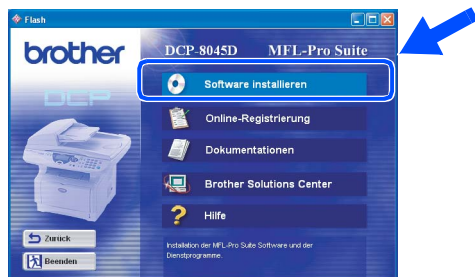 Flash
brother
DCP-8045D MFL-Pro Suite
DCP
Software installieren
Online-Registrierung
Dokumentationen
Brother Solutions Center
Hilfe
Zurück
Beenden
Installation der MFL-Pro Suite Software und der
Dienstprogramme.